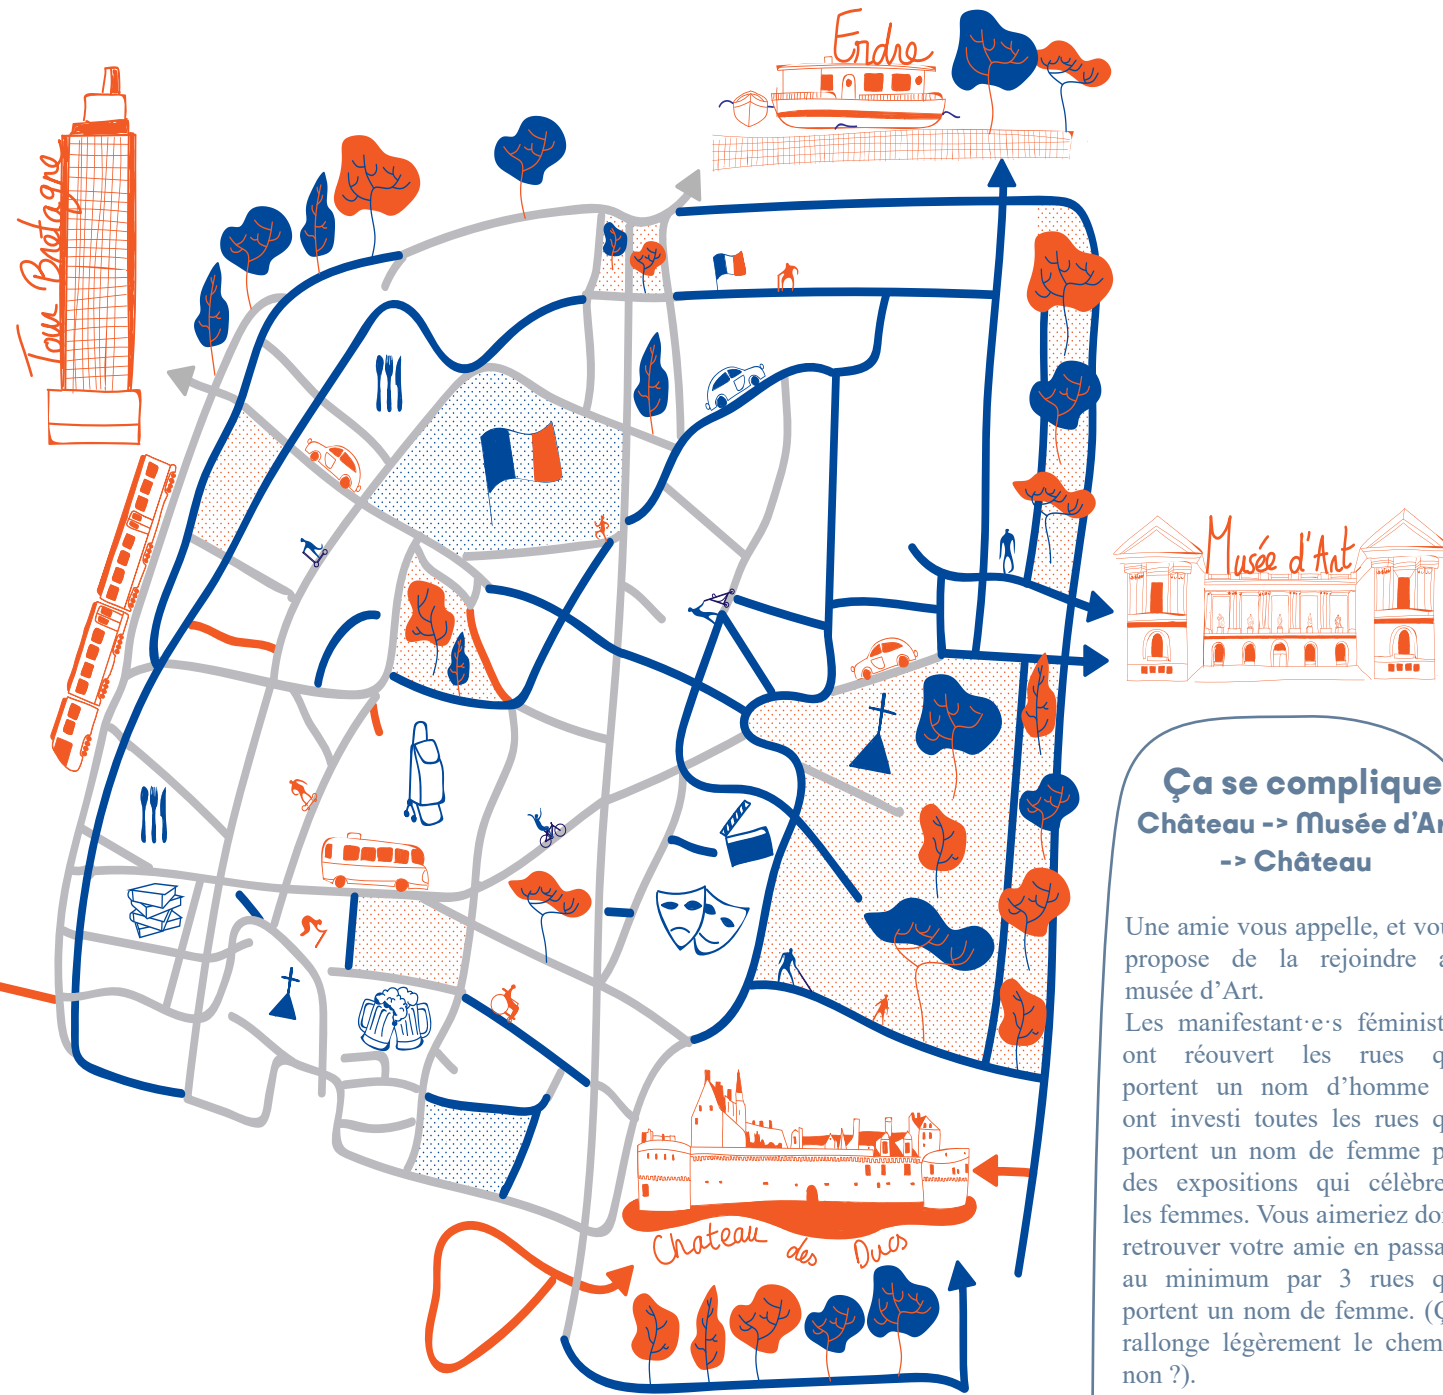 Erdre
Tour Bretagne
Musée d'Art
Ça se complique
Château -> Musée d'Ar
-> Château
Une amie vous appelle, et vou
propose de la rejoindre a
musée d'Art.
Les manifestant·e·s féminist
ont réouvert les rues q
portent un nom d'homme
ont investi toutes les rues q
portent un nom de femme p
des expositions qui célèbre
les femmes. Vous aimeriez do
retrouver votre amie en passa
au minimum par 3 rues q
portent un nom de femme. (Ç
rallonge légèrement le chem
non ?).
Chateau des Ducs